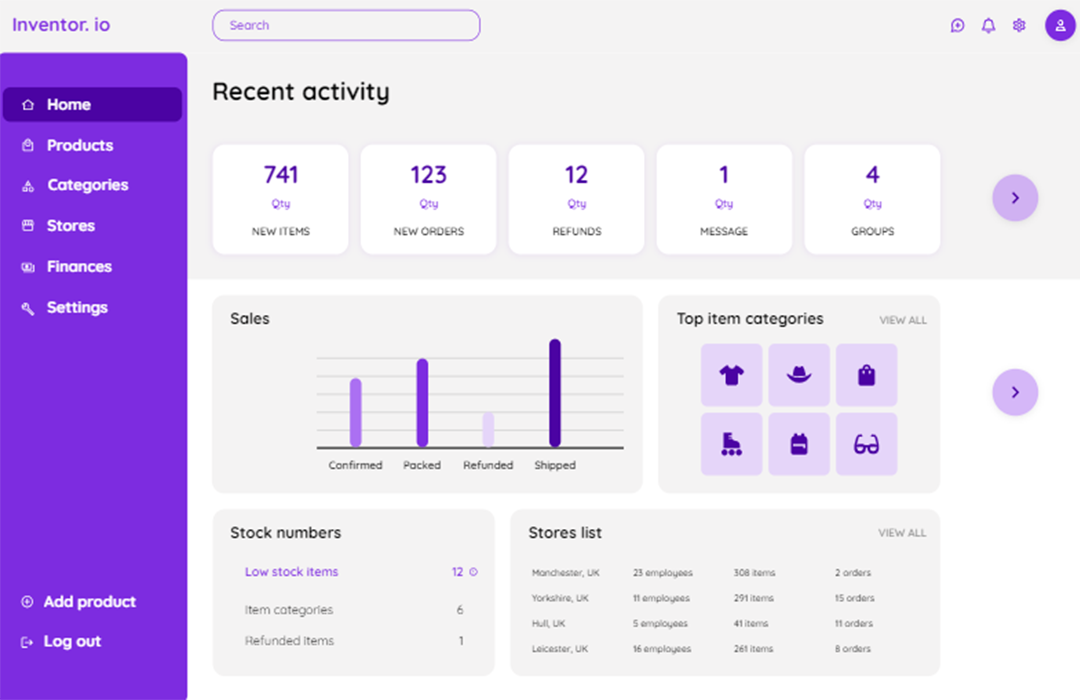 Inventor. io
Search
Home
Products
Categories
Stores
Finances
Settings
Add product
Log out
Recent activity
741 123 12 1 4
Qty Qty Qty Qty Qty
NEW ITEMS NEW ORDERS REFUNDS MESSAGE GROUPS
Sales
Confirmed Packed Refunded Shipped
Top item categories VIEW ALL
Stock numbers
Low stock items 12
Item categories 6
Refunded items 1
Stores list VIEW ALL
Manchester, UK 23 employees 308 items 2 orders
Yorkshire, UK 11 employees 291 items 15 orders
Hull, UK 5 employees 41 items 11 orders
Leicester, UK 16 employees 261 items 8 orders